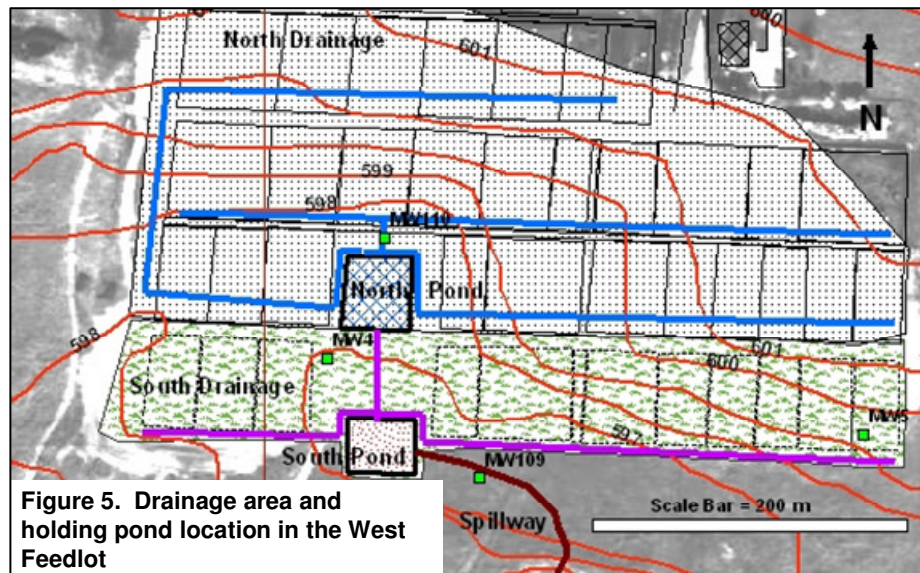 600
North Drainage
601
N
599
598
MW110
North Pond
598
MW4
601
600
South Drainage
MW5
597
South Pond
MW109
Scale Bar = 200 m
Spillway
Figure 5. Drainage area and
holding pond location in the West
Feedlot